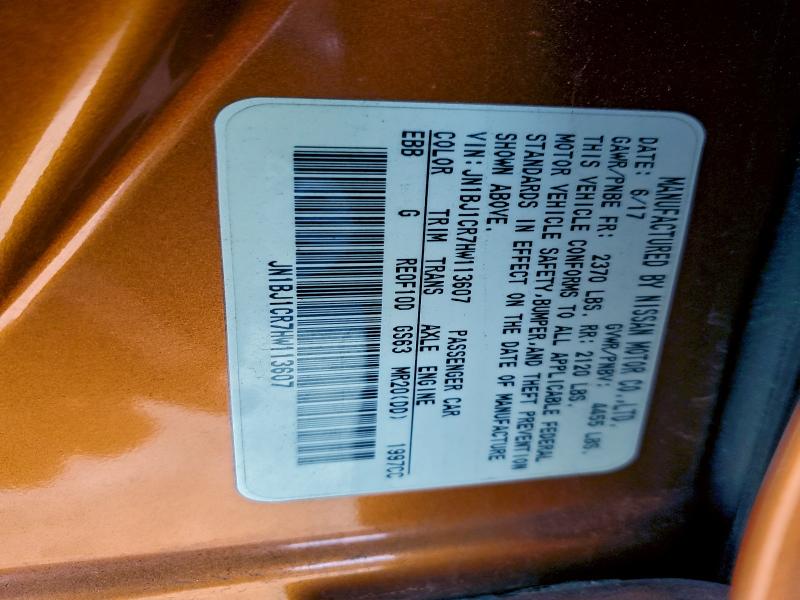 MANUFACTURED BY NISSAN MOTOR CO.,LTD.
DATE: 6/17 GVWR/PNBV: 4455 LBS.
GAWR/PNBE FR: 2370 LBS. RR: 2120 LBS.
THIS VEHICLE CONFORMS TO ALL APPLICABLE FEDERAL
MOTOR VEHICLE SAFETY,BUMPER,AND THEFT PREVENTION
STANDARDS IN EFFECT ON THE DATE OF MANUFACTURE
SHOWN ABOVE.
VIN: JN1BJ1CR7HW113607 PASSENGER CAR
COLOR TRIM TRANS AXLE ENGINE
EBB G RE0F10D GS63 MR20(DD) 1997CC
JN1BJ1CR7HW113607